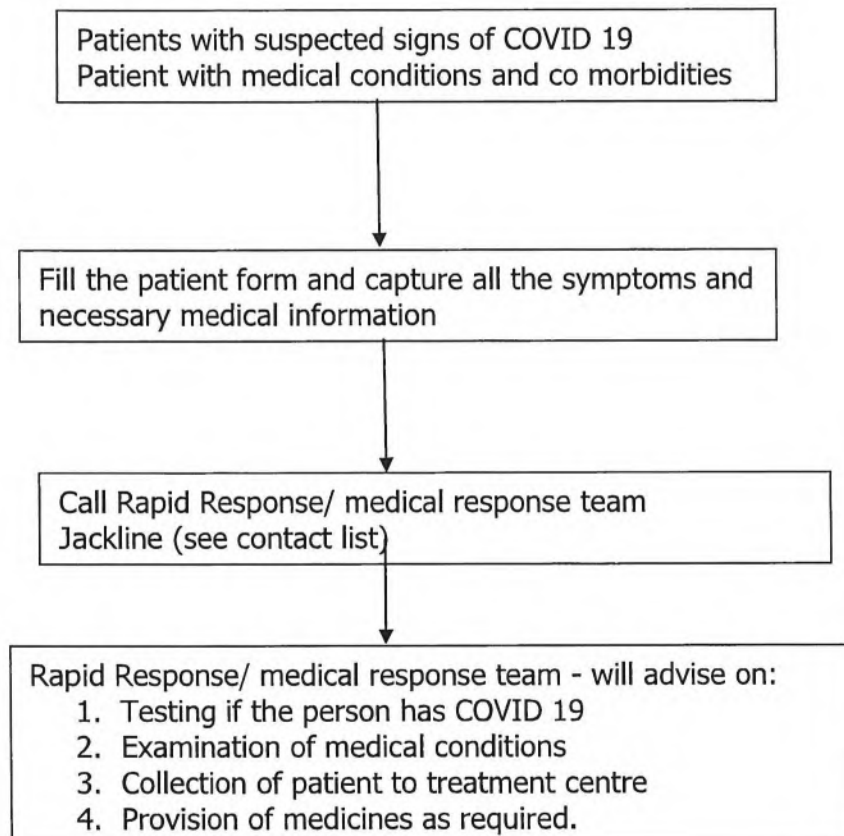 Patients with suspected signs of COVID 19
Patient with medical conditions and co morbidities
Fill the patient form and capture all the symptoms and
necessary medical information
Call Rapid Response/ medical response team
Jackline (see contact list)
Rapid Response/ medical response team - will advise on:
1. Testing if the person has COVID 19
2. Examination of medical conditions
3. Collection of patient to treatment centre
4. Provision of medicines as required.